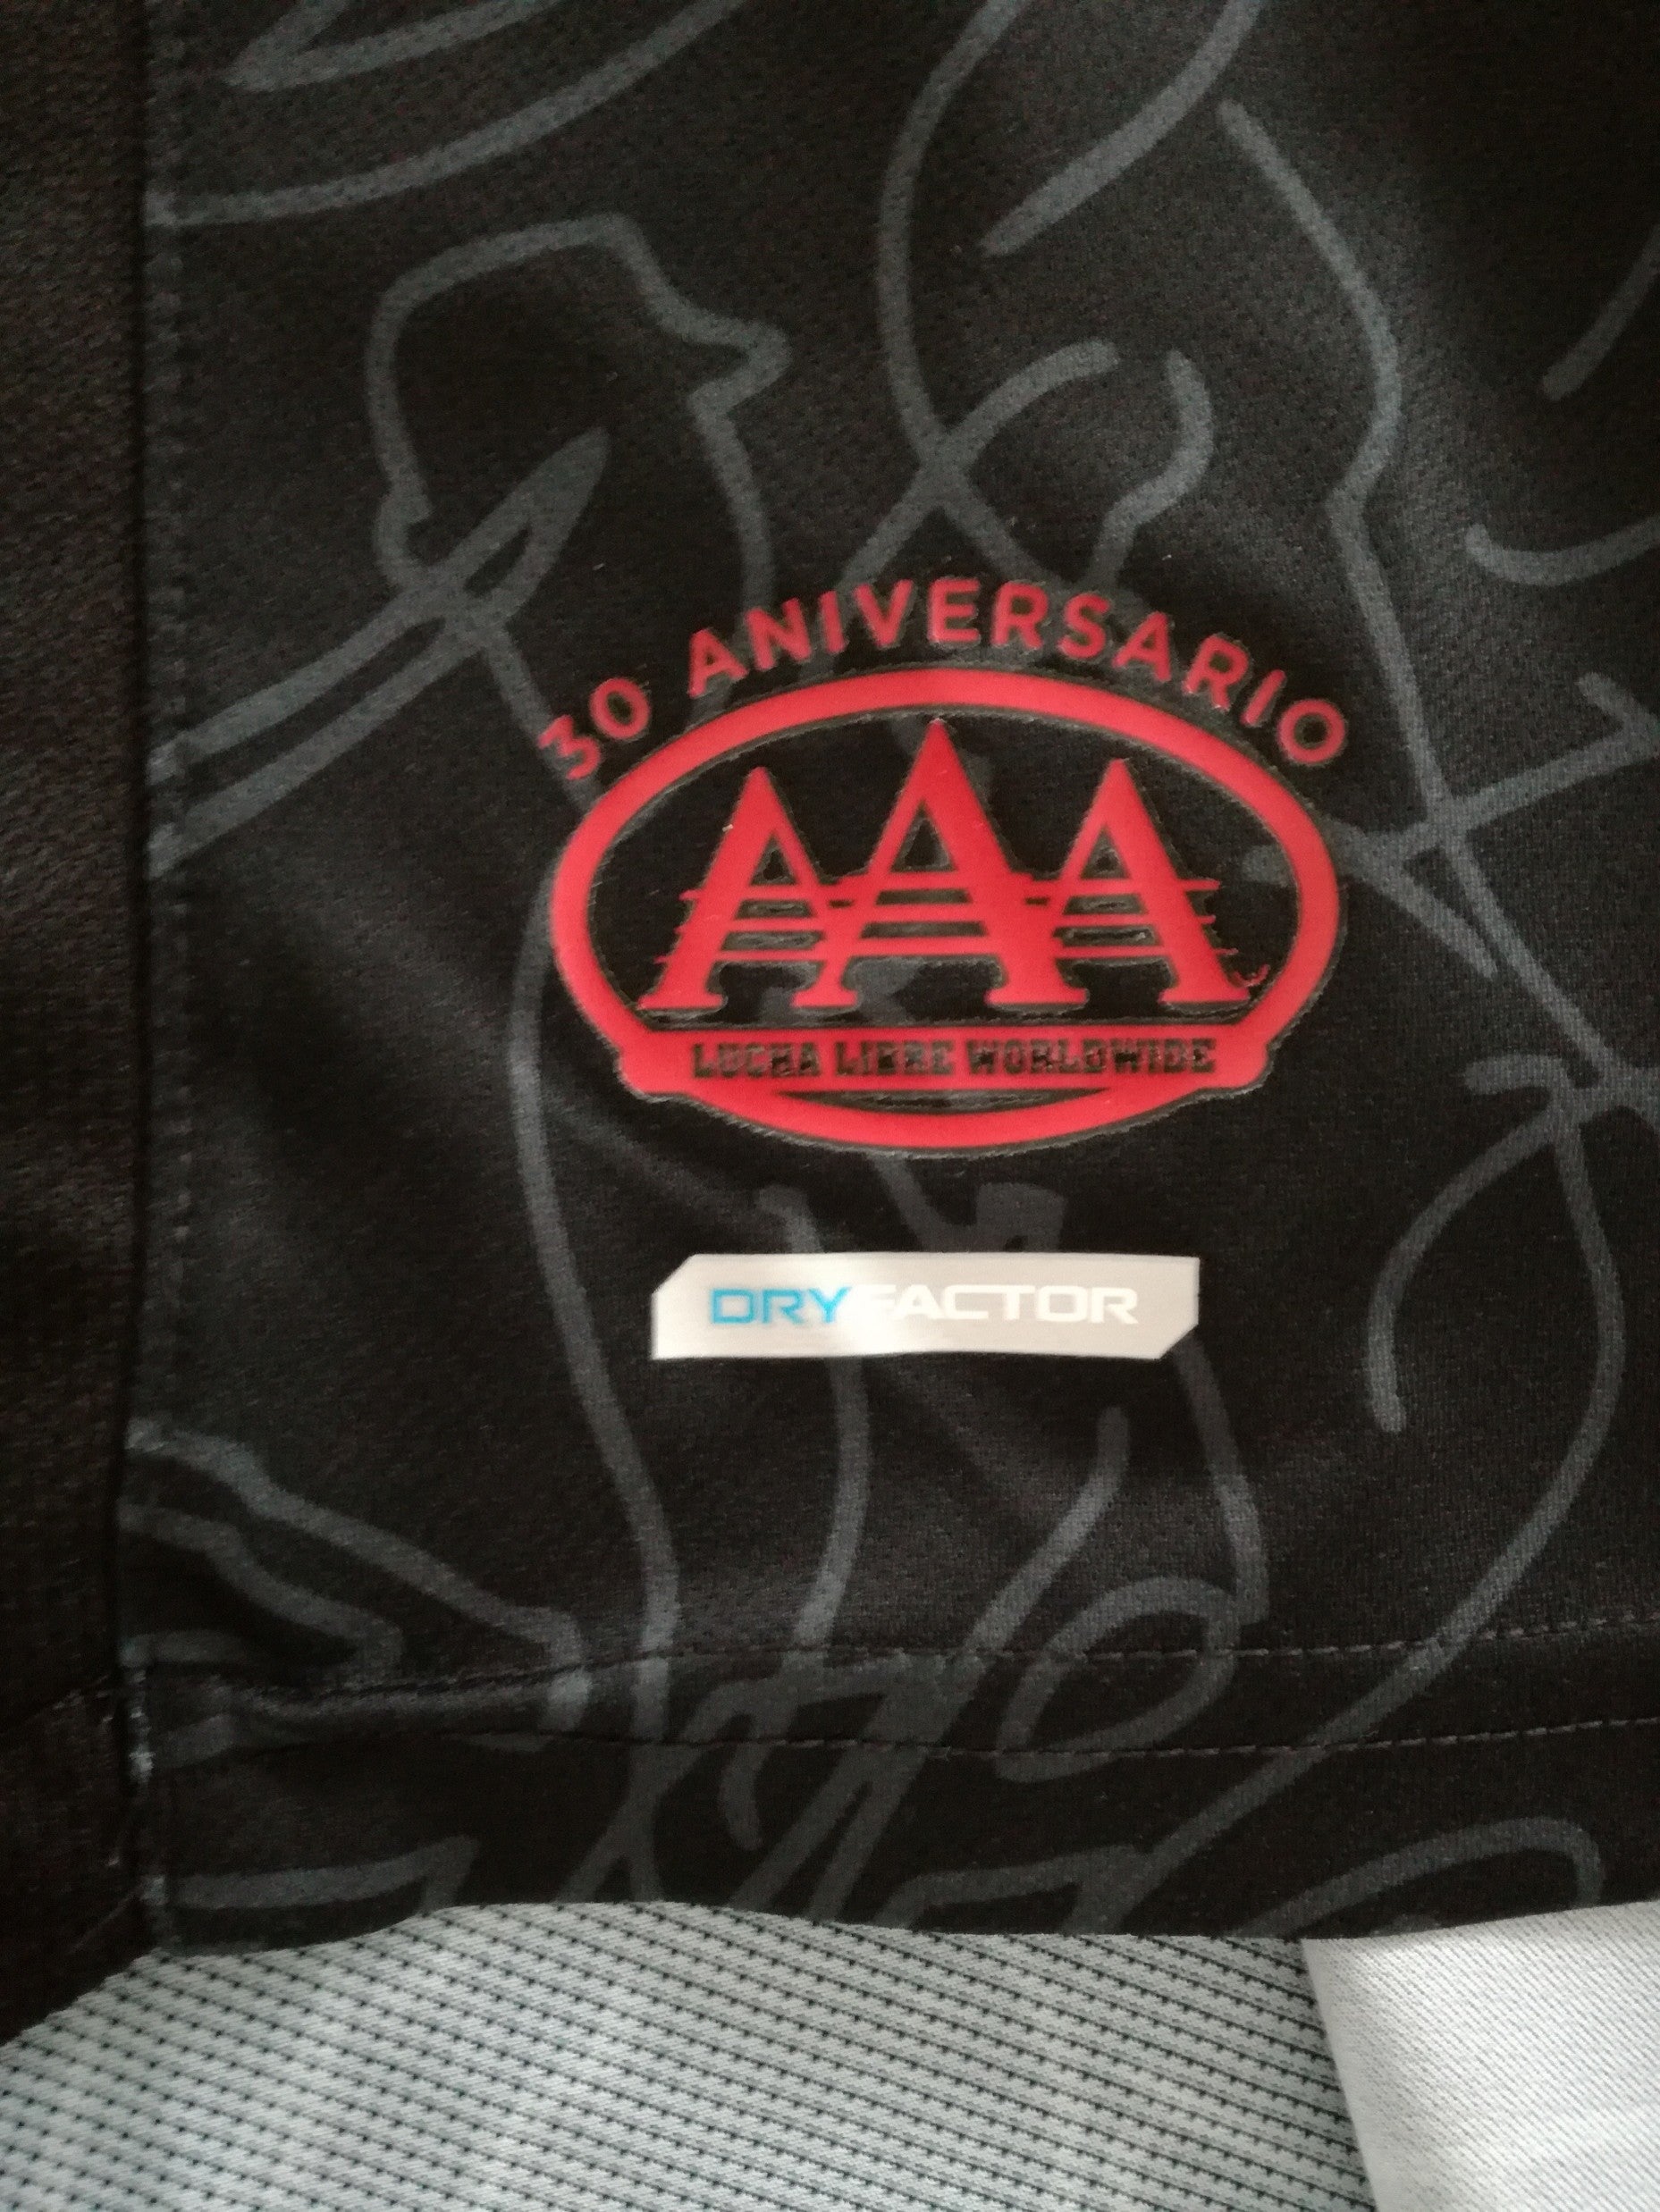 30 ANIVERSARIO
AAA
LUCHA LIBRE WORLDWIDE
DRYFACTOR